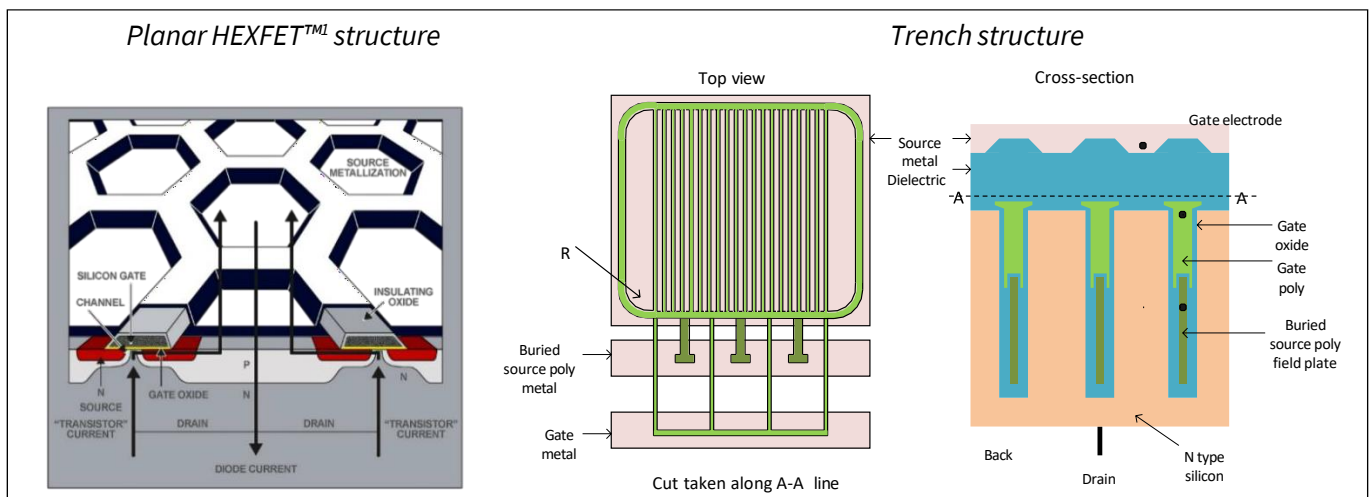 Planar HEXFET™1 structure
Trench structure
SOURCE
METALLIZATION
SILICON GATE
CHANNEL
INSULATING
OXIDE
P
N
N
N
SOURCE
GATE OXIDE
"TRANSISTOR"
CURRENT
DRAIN
DRAIN
"TRANSISTOR"
CURRENT
DIODE CURRENT
Top view
R
Source
metal
Dielectric
Buried
source poly
metal
Gate
metal
Cut taken along A-A line
Cross-section
Gate electrode
A
A
Gate
oxide
Gate
poly
Buried
source poly
field plate
N type
silicon
Back
Drain